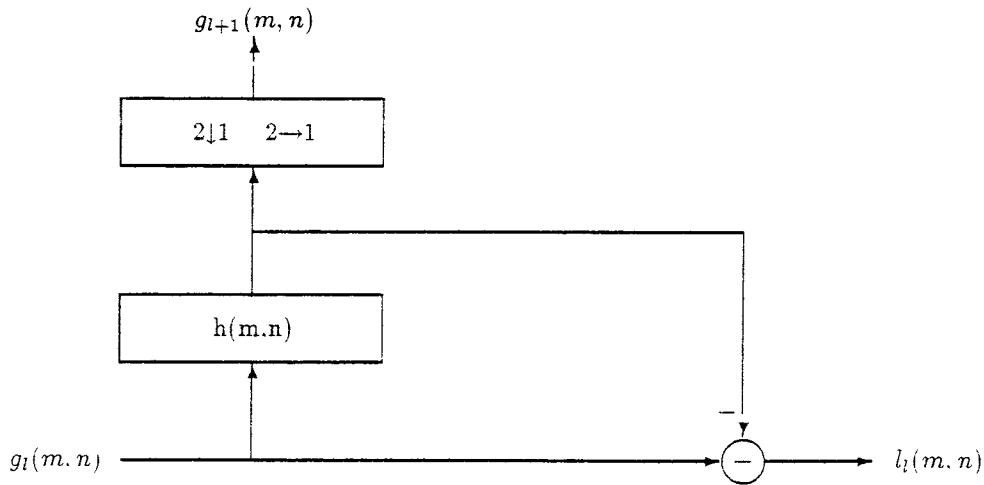 g_{l+1}(m, n)
2↓1 2→1
h(m.n)
−
g_l(m. n) − l_l(m, n)